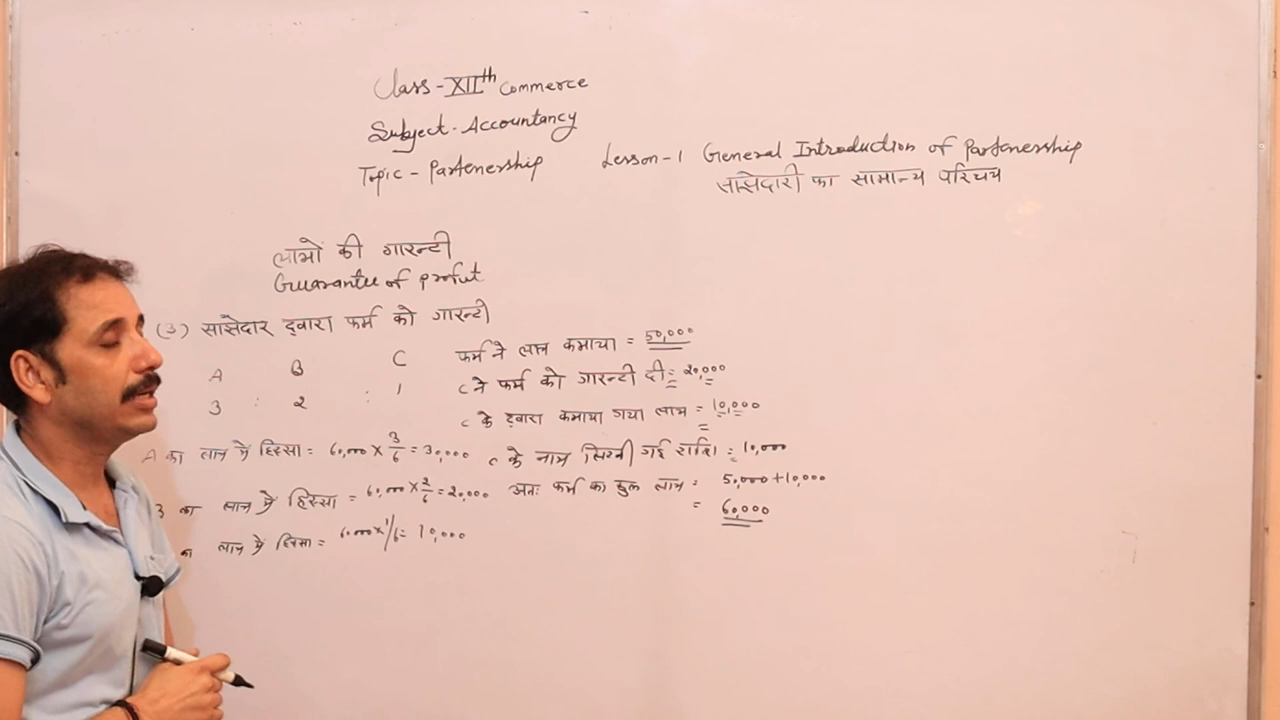 Class - XIIth Commerce
Subject - Accountancy
Topic - Partenership Lesson - 1 General Introduction of Partenership
साझेदारी का सामान्य परिचय
लाभो की गारन्टी
Guarantee of profit
(3) साझेदार द्वारा फर्म को गारन्टी
A B C
3 : 2 : 1
फर्म ने लाभ कमाया = 50,000
C ने फर्म को गारन्टी दी = 20,000
C के द्वारा कमाया गया लाभ = 10,000
A का लाभ में हिस्सा = 60,000 X 3/6 = 30,000
C के नाम लिखी गई राशि = 10,000
B का लाभ में हिस्सा = 60,000 X 2/6 = 20,000
अतः फर्म का कुल लाभ = 50,000 + 10,000
= 60,000
का लाभ में हिस्सा = 60,000 X 1/6 = 10,000